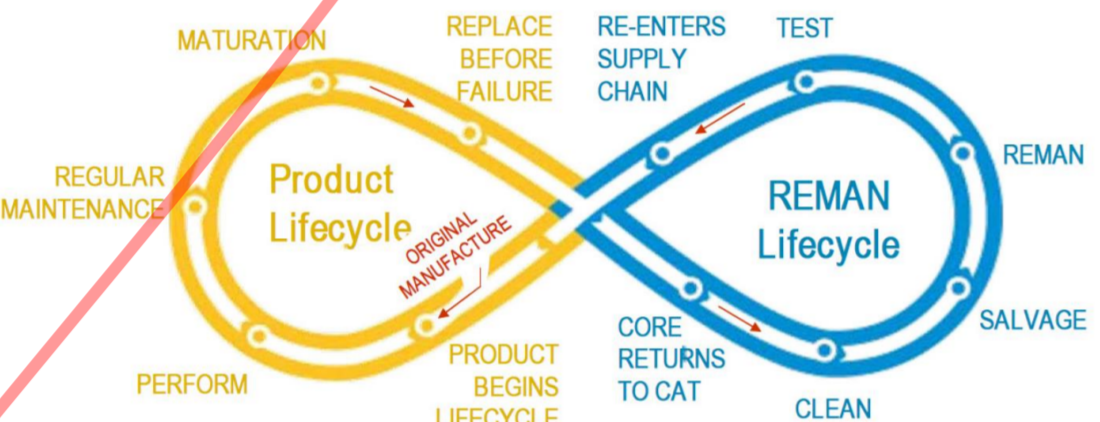 MATURATION
REPLACE
BEFORE
FAILURE
RE-ENTERS
SUPPLY
CHAIN
TEST
REGULAR
MAINTENANCE
Product
Lifecycle
ORIGINAL
MANUFACTURE
REMAN
Lifecycle
REMAN
PERFORM
PRODUCT
BEGINS
LIFECYCLE
CORE
RETURNS
TO CAT
SALVAGE
CLEAN